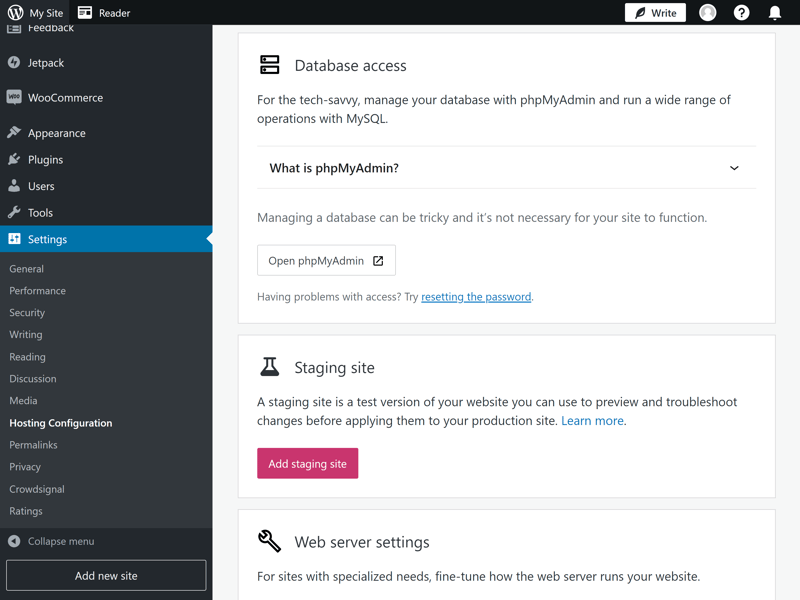 My Site
Reader
Write
Feedback
Jetpack
WOO
WooCommerce
Appearance
Plugins
Users
Tools
Settings
General
Performance
Security
Writing
Reading
Discussion
Media
Hosting Configuration
Permalinks
Privacy
Crowdsignal
Ratings
Collapse menu
Add new site
Database access
For the tech-savvy, manage your database with phpMyAdmin and run a wide range of
operations with MySQL.
What is phpMyAdmin?
Managing a database can be tricky and it’s not necessary for your site to function.
Open phpMyAdmin
Having problems with access? Try resetting the password.
Staging site
A staging site is a test version of your website you can use to preview and troubleshoot
changes before applying them to your production site. Learn more.
Add staging site
Web server settings
For sites with specialized needs, fine-tune how the web server runs your website.